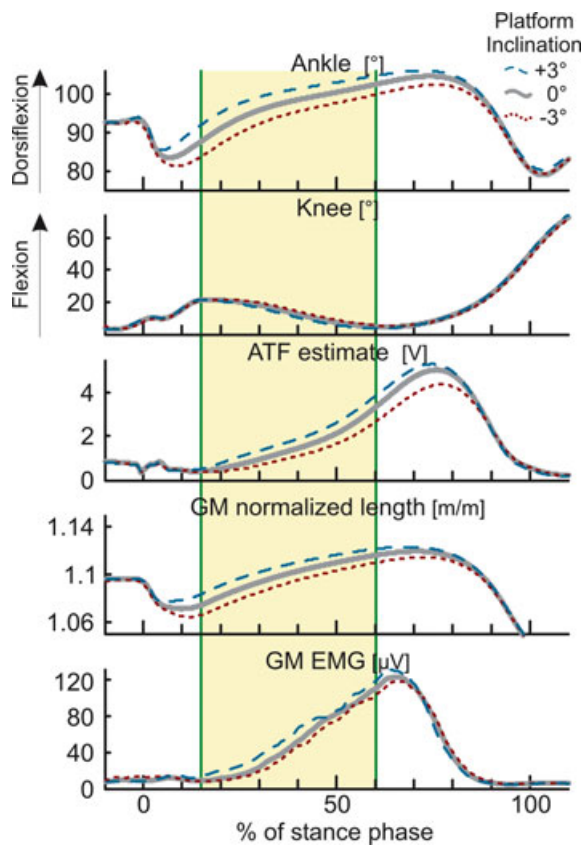 Platform
Inclination
+3°
0°
-3°
Ankle [°]
Dorsiflexion
100
90
80
Knee [°]
Flexion
60
40
20
ATF estimate [V]
4
2
0
GM normalized length [m/m]
1.14
1.1
1.06
GM EMG [µV]
120
80
40
0
0 50 100
% of stance phase